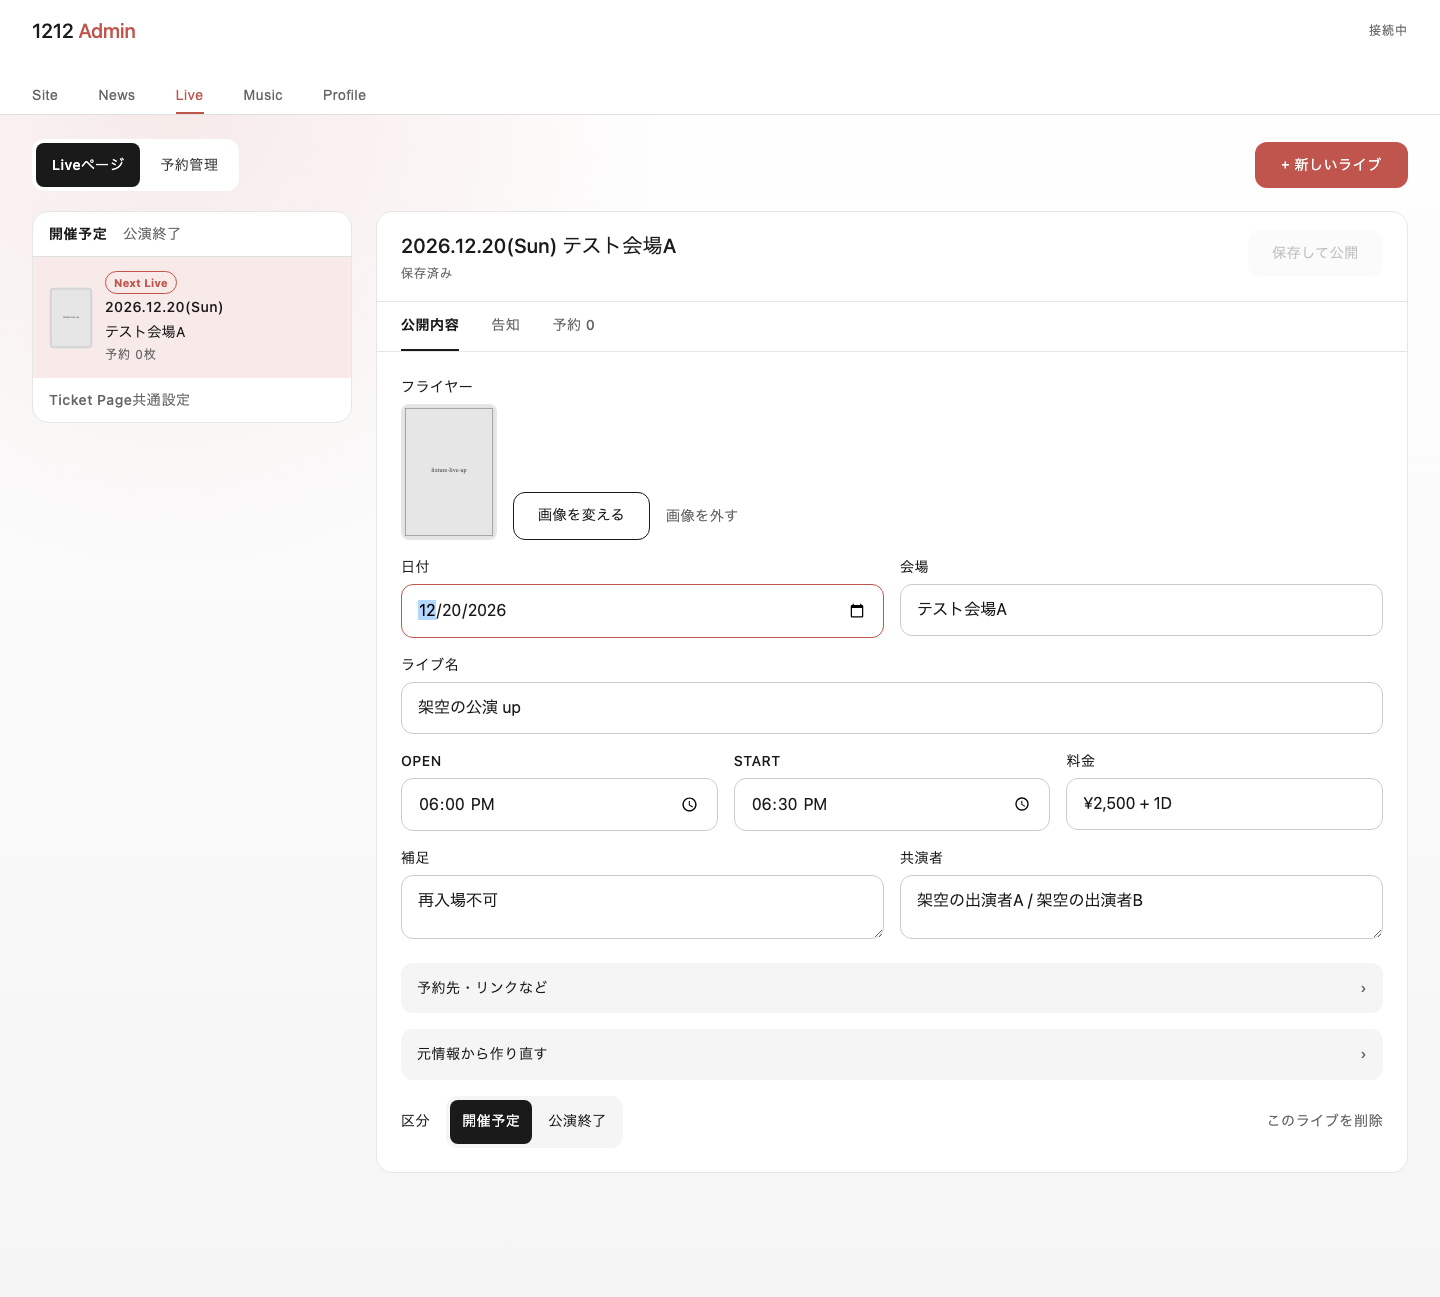 1212 Admin
接続中
Site News Live Music Profile
Liveページ 予約管理
+ 新しいライブ
開催予定 公演終了
Next Live
2026.12.20(Sun)
テスト会場A
予約 0枚
Ticket Page共通設定
2026.12.20(Sun) テスト会場A
保存済み
保存して公開
公開内容 告知 予約 0
フライヤー
fixture-live-up
画像を変える 画像を外す
日付 会場
12/20/2026 テスト会場A
ライブ名
架空の公演 up
OPEN START 料金
06:00 PM 06:30 PM ¥2,500 + 1D
補足 共演者
再入場不可 架空の出演者A / 架空の出演者B
予約先・リンクなど ›
元情報から作り直す ›
区分 開催予定 公演終了 このライブを削除